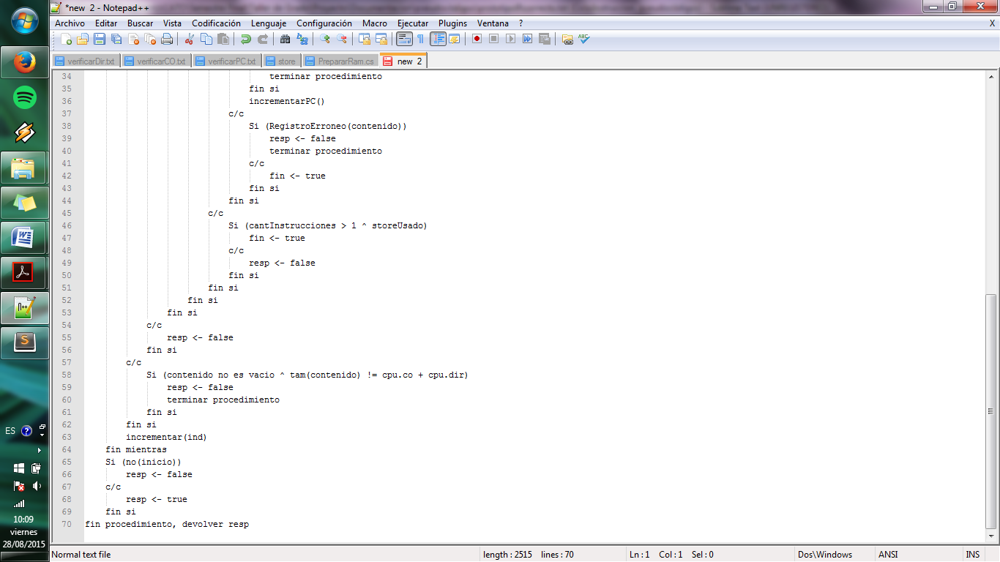 *new 2 - Notepad++
Archivo Editar Buscar Vista Codificación Lenguaje Configuración Macro Ejecutar Plugins Ventana ? X
verificarDir.txt verificarCO.txt verificarPC.txt store PrepararRam.cs new 2
34 terminar procedimiento
35 fin si
36 incrementarPC()
37 c/c
38 Si (RegistroErroneo(contenido))
39 resp <- false
40 terminar procedimiento
41 c/c
42 fin <- true
43 fin si
44 fin si
45 c/c
46 Si (cantInstrucciones > 1 ^ storeUsado)
47 fin <- true
48 c/c
49 resp <- false
50 fin si
51 fin si
52 fin si
53 fin si
54 c/c
55 resp <- false
56 fin si
57 c/c
58 Si (contenido no es vacio ^ tam(contenido) != cpu.co + cpu.dir)
59 resp <- false
60 terminar procedimiento
61 fin si
62 fin si
63 incrementar(ind)
64 fin mientras
65 Si (no(inicio))
66 resp <- false
67 c/c
68 resp <- true
69 fin si
70 fin procedimiento, devolver resp
Normal text file length : 2515 lines : 70 Ln : 1 Col : 1 Sel : 0 Dos\Windows ANSI INS
ES
10:09
viernes
28/08/2015